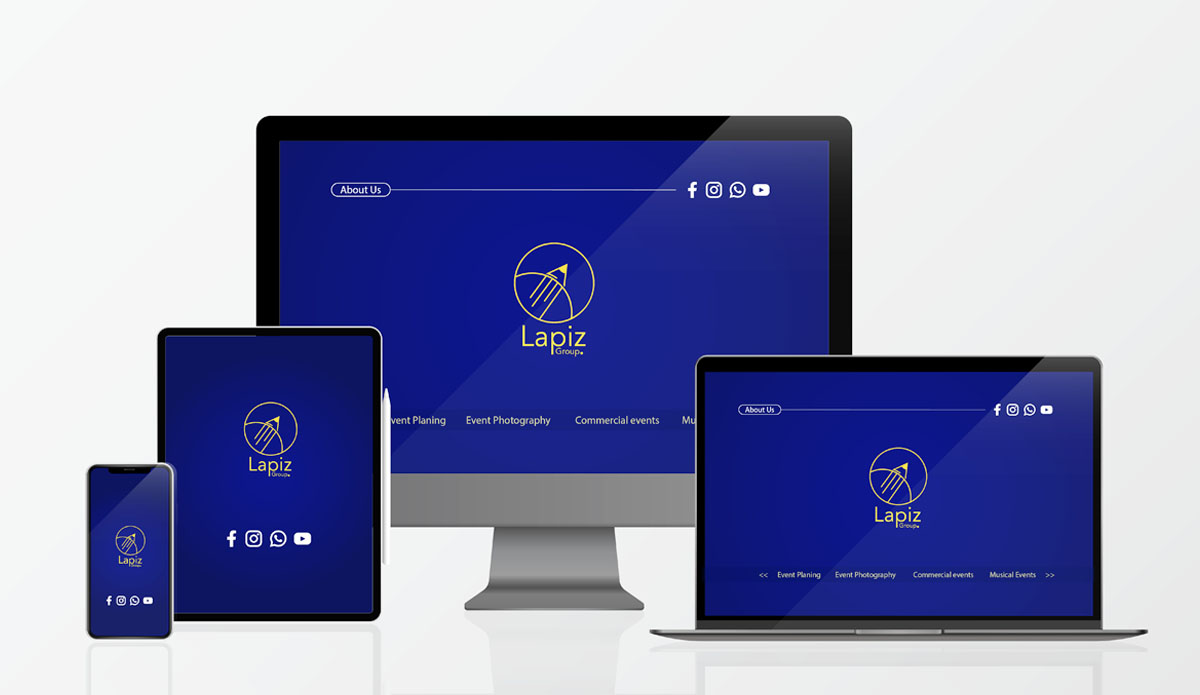 About Us
Lapiz
Group.
vent Planing Event Photography Commercial events Mu
Lapiz
Group.
Lapiz
Group.
About Us
Lapiz
Group.
<< Event Planing Event Photography Commercial events Musical Events >>